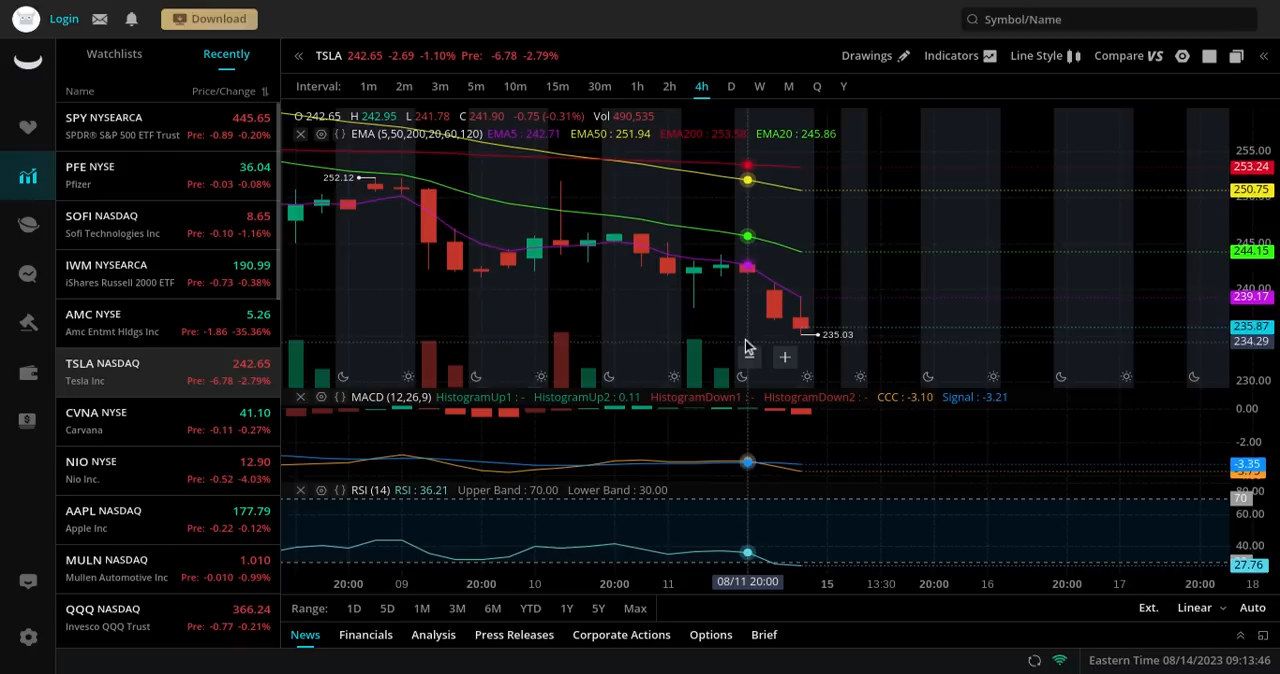 Login
Download
Symbol/Name
Watchlists Recently
Name Price/Change
SPY NYSEARCA 445.65
SPDR® S&P 500 ETF Trust Pre: -0.89 -0.20%
PFE NYSE 36.04
Pfizer Pre: -0.03 -0.08%
SOFI NASDAQ 8.65
Sofi Technologies Inc Pre: -0.10 -1.16%
IWM NYSEARCA 190.99
iShares Russell 2000 ETF Pre: -0.73 -0.38%
AMC NYSE 5.26
Amc Entmt Hldgs Inc Pre: -1.86 -35.36%
TSLA NASDAQ 242.65
Tesla Inc Pre: -6.78 -2.79%
CVNA NYSE 41.10
Carvana Pre: -0.11 -0.27%
NIO NYSE 12.90
Nio Inc. Pre: -0.52 -4.03%
AAPL NASDAQ 177.79
Apple Inc Pre: -0.22 -0.12%
MULN NASDAQ 1.010
Mullen Automotive Inc Pre: -0.010 -0.99%
QQQ NASDAQ 366.24
Invesco QQQ Trust Pre: -0.77 -0.21%
TSLA 242.65 -2.69 -1.10% Pre: -6.78 -2.79%
Drawings Indicators Line Style Compare VS
Interval: 1m 2m 3m 5m 10m 15m 30m 1h 2h 4h D W M Q Y
O 242.65 H 242.95 L 241.78 C 241.90 -0.75 (-0.31%) Vol 490,535
EMA (5,50,200,20,60,120) EMA5 : 242.71 EMA50 : 251.94 EMA200 : 253.58 EMA20 : 245.86
252.12
235.03
255.00
253.24
250.75
245.00
244.15
240.00
239.17
235.87
234.29
230.00
MACD (12,26,9) HistogramUp1 : - HistogramUp2 : 0.11 HistogramDown1 : - HistogramDown2 : - CCC : -3.10 Signal : -3.21
0.00
-2.00
-3.35
RSI (14) RSI : 36.21 Upper Band : 70.00 Lower Band : 30.00
80.00
70
60.00
40.00
27.76
20:00 09 20:00 10 20:00 11 08/11 20:00 15 13:30 20:00 16 20:00 17 20:00 18
Range: 1D 5D 1M 3M 6M YTD 1Y 5Y Max
Ext. Linear Auto
News Financials Analysis Press Releases Corporate Actions Options Brief
Eastern Time 08/14/2023 09:13:46